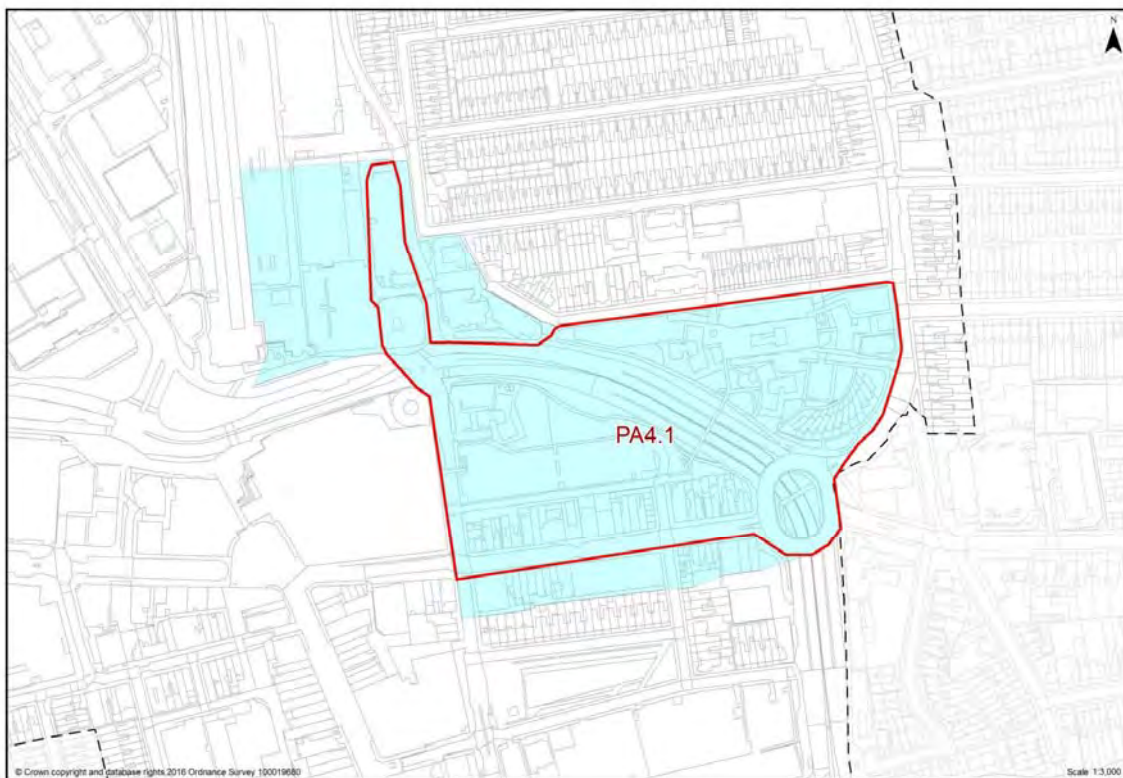 N
PA4.1
© Crown copyright and database rights 2016 Ordnance Survey 100019680
Scale 1:3,000